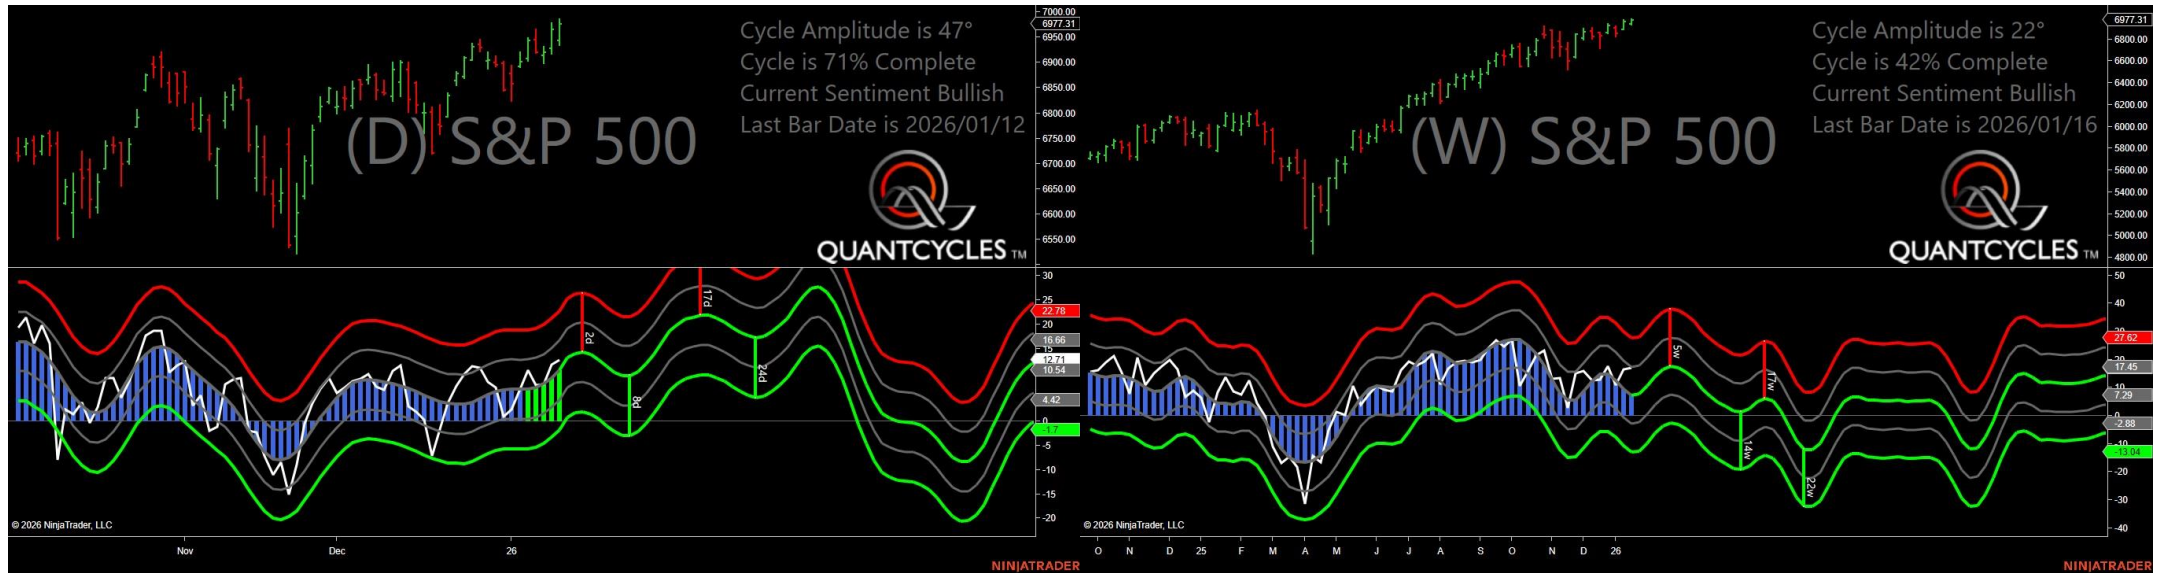 Cycle Amplitude is 47°
Cycle is 71% Complete
Current Sentiment Bullish
Last Bar Date is 2026/01/12
(D) S&P 500
QUANTCYCLES TM
7000.00
6977.31
6950.00
6900.00
6850.00
6800.00
6750.00
6700.00
6650.00
6600.00
6550.00
2d
8d
17d
24d
30
25
22.78
20
16.66
15
12.71
10.54
4.42
0
-1.7
-5
-10
-15
-20
© 2026 NinjaTrader, LLC
Nov
Dec
26
NINJATRADER
Cycle Amplitude is 22°
Cycle is 42% Complete
Current Sentiment Bullish
Last Bar Date is 2026/01/16
(W) S&P 500
QUANTCYCLES TM
6977.31
6800.00
6600.00
6400.00
6200.00
6000.00
5800.00
5600.00
5400.00
5200.00
5000.00
4800.00
5w
14w
17w
22w
50
40
27.62
20
17.45
10
7.29
0
-2.88
-10
-13.04
-20
-30
-40
© 2026 NinjaTrader, LLC
O N D 25 F M A M J J A S O N D 26
NINJATRADER